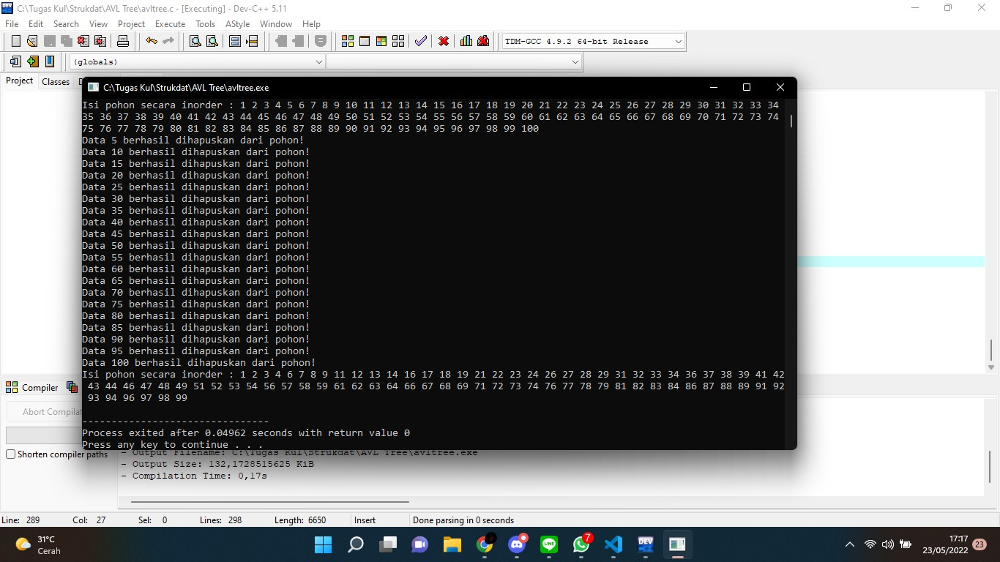 C:\Tugas Kul\Strukdat\AVL Tree\avltree.c - [Executing] - Dev-C++ 5.11
File Edit Search View Project Execute Tools AStyle Window Help
TDM-GCC 4.9.2 64-bit Release
(globals)
Project Classes
C:\Tugas Kul\Strukdat\AVL Tree\avltree.exe
Isi pohon secara inorder : 1 2 3 4 5 6 7 8 9 10 11 12 13 14 15 16 17 18 19 20 21 22 23 24 25 26 27 28 29 30 31 32 33 34
35 36 37 38 39 40 41 42 43 44 45 46 47 48 49 50 51 52 53 54 55 56 57 58 59 60 61 62 63 64 65 66 67 68 69 70 71 72 73 74
75 76 77 78 79 80 81 82 83 84 85 86 87 88 89 90 91 92 93 94 95 96 97 98 99 100
Data 5 berhasil dihapuskan dari pohon!
Data 10 berhasil dihapuskan dari pohon!
Data 15 berhasil dihapuskan dari pohon!
Data 20 berhasil dihapuskan dari pohon!
Data 25 berhasil dihapuskan dari pohon!
Data 30 berhasil dihapuskan dari pohon!
Data 35 berhasil dihapuskan dari pohon!
Data 40 berhasil dihapuskan dari pohon!
Data 45 berhasil dihapuskan dari pohon!
Data 50 berhasil dihapuskan dari pohon!
Data 55 berhasil dihapuskan dari pohon!
Data 60 berhasil dihapuskan dari pohon!
Data 65 berhasil dihapuskan dari pohon!
Data 70 berhasil dihapuskan dari pohon!
Data 75 berhasil dihapuskan dari pohon!
Data 80 berhasil dihapuskan dari pohon!
Data 85 berhasil dihapuskan dari pohon!
Data 90 berhasil dihapuskan dari pohon!
Data 95 berhasil dihapuskan dari pohon!
Data 100 berhasil dihapuskan dari pohon!
Isi pohon secara inorder : 1 2 3 4 6 7 8 9 11 12 13 14 16 17 18 19 21 22 23 24 26 27 28 29 31 32 33 34 36 37 38 39 41 42
43 44 46 47 48 49 51 52 53 54 56 57 58 59 61 62 63 64 66 67 68 69 71 72 73 74 76 77 78 79 81 82 83 84 86 87 88 89 91 92
93 94 96 97 98 99
--------------------------------
Process exited after 0.04962 seconds with return value 0
Press any key to continue . . .
Compiler
Abort Compilat
Shorten compiler paths
- Output Filename: C:\Tugas Kul\Strukdat\AVL Tree\avltree.exe
- Output Size: 132,1728515625 KiB
- Compilation Time: 0,17s
Line: 289 Col: 27 Sel: 0 Lines: 298 Length: 6650 Insert Done parsing in 0 seconds
31°C
Cerah
LINE
7
DEV
17:17
23/05/2022
23